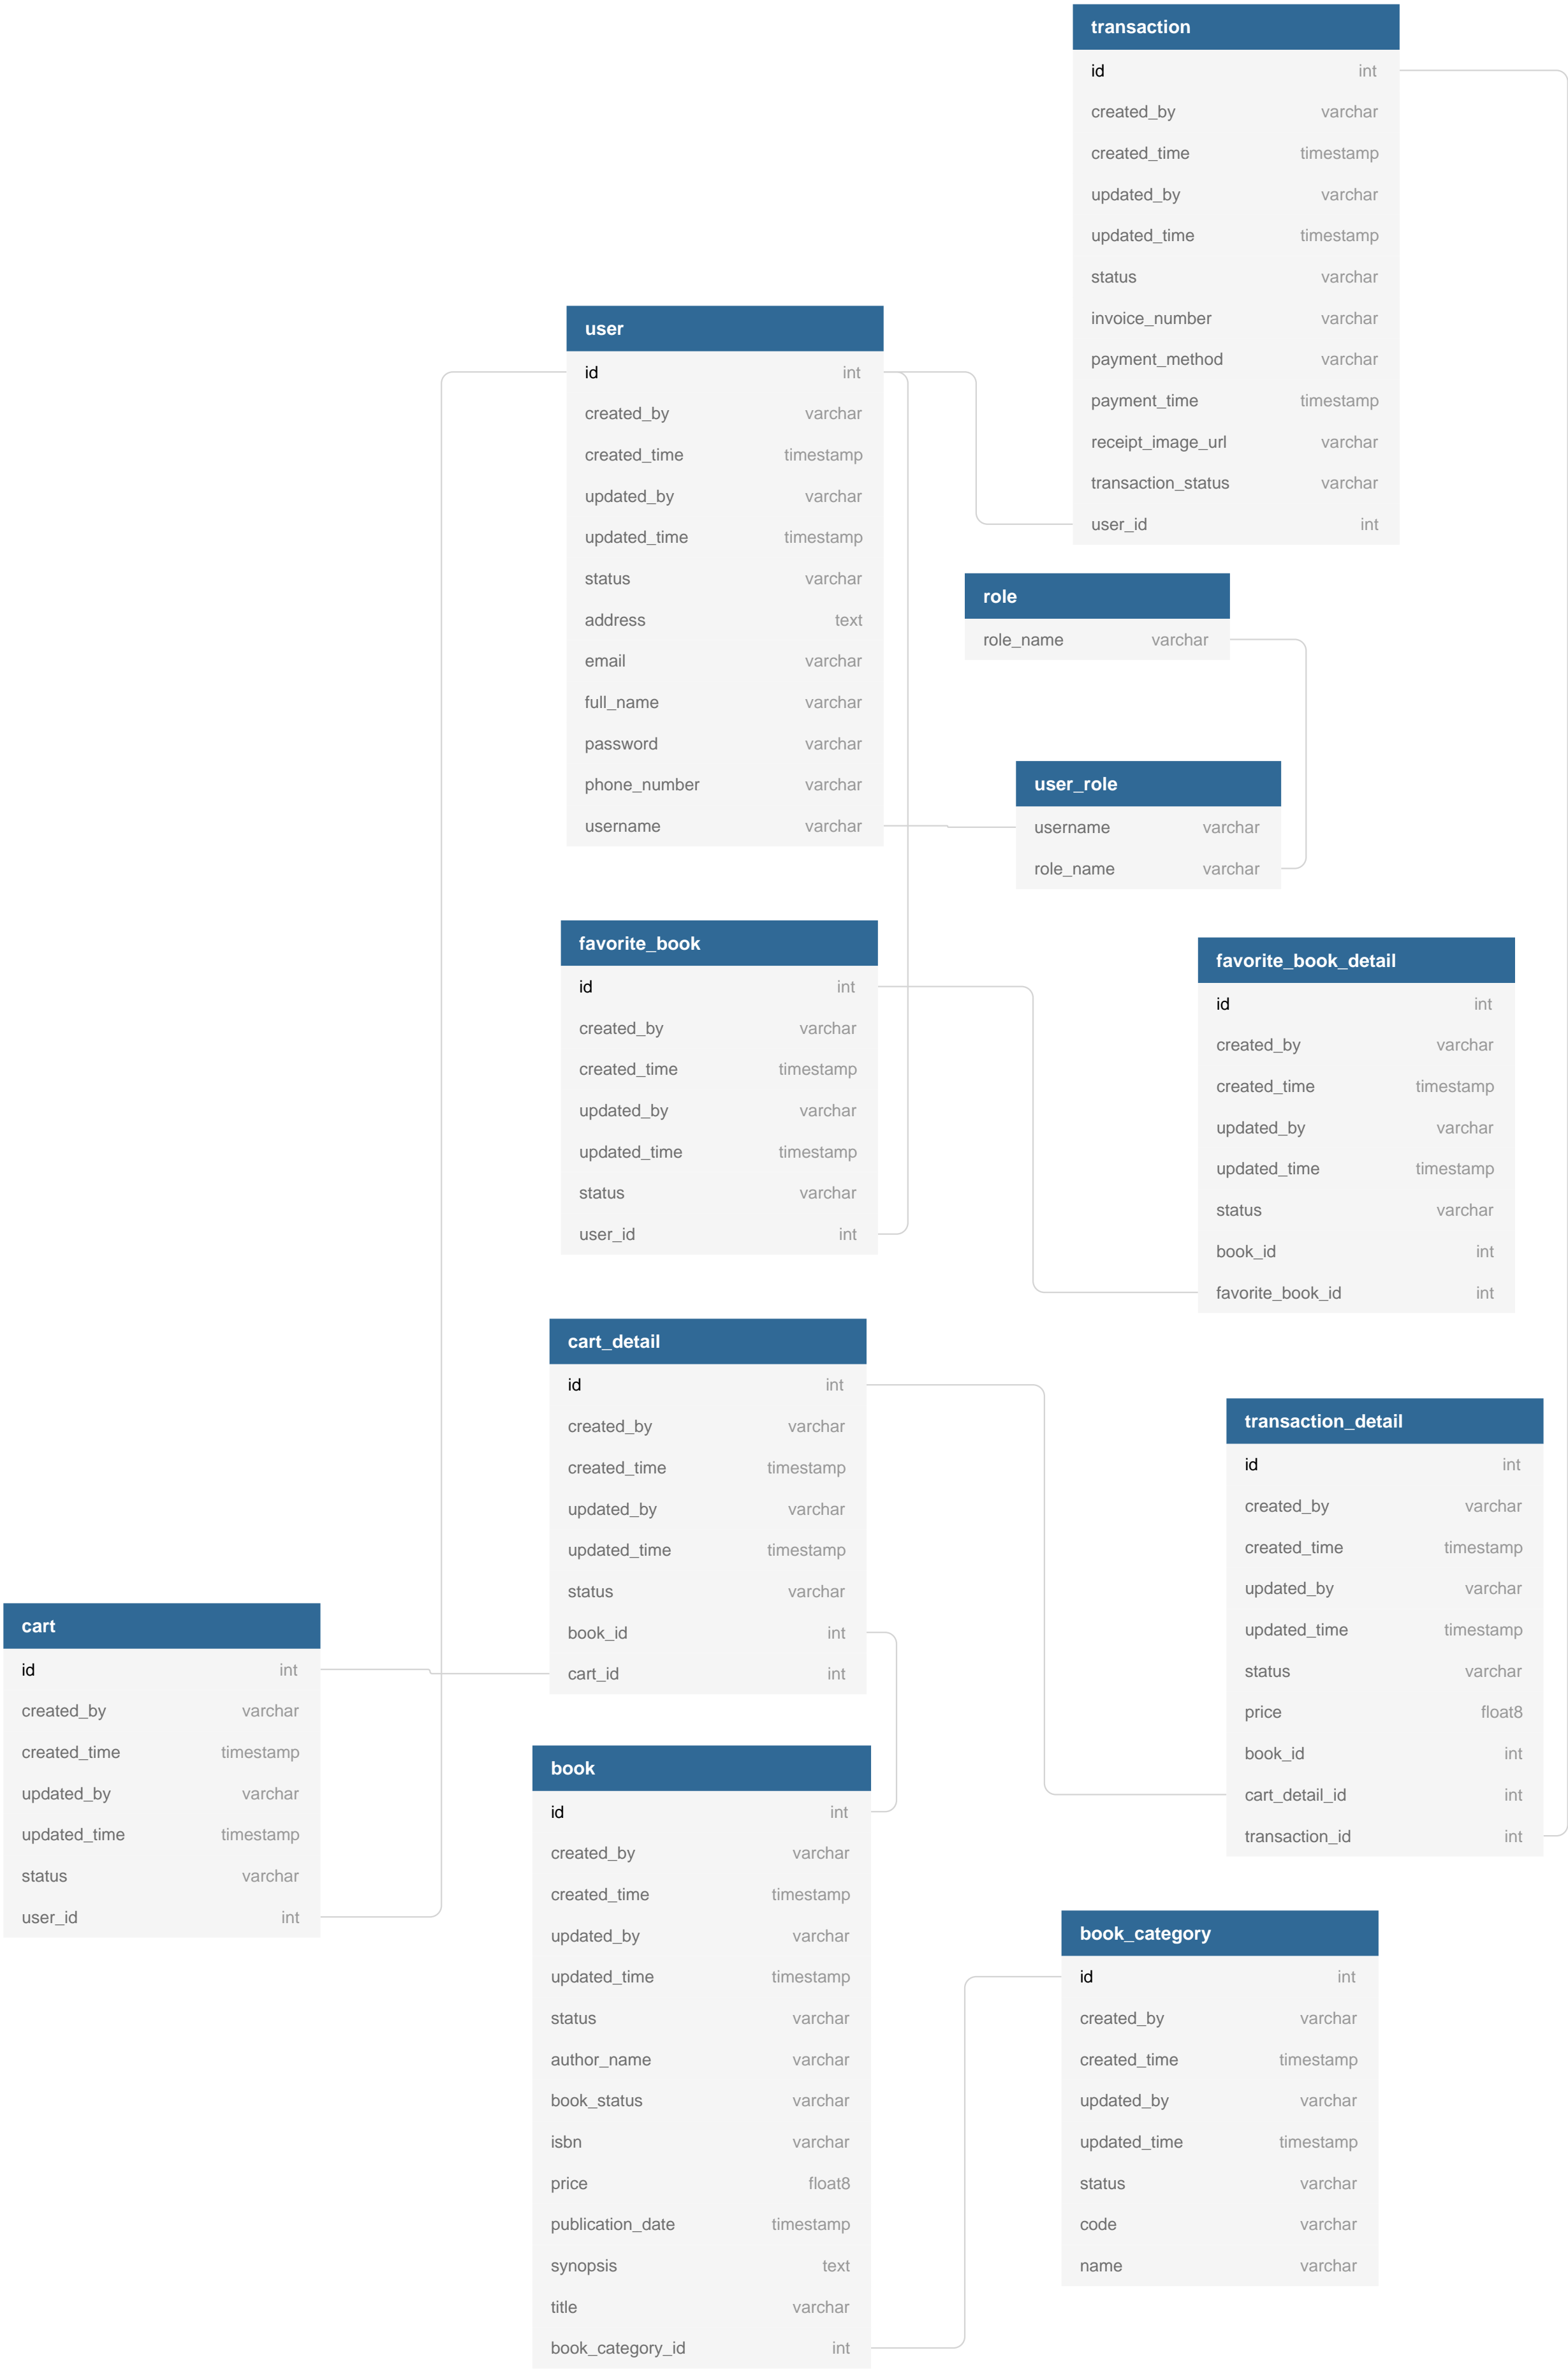 transaction
id int
created_by varchar
created_time timestamp
updated_by varchar
updated_time timestamp
status varchar
invoice_number varchar
payment_method varchar
payment_time timestamp
receipt_image_url varchar
transaction_status varchar
user_id int
user
id int
created_by varchar
created_time timestamp
updated_by varchar
updated_time timestamp
status varchar
address text
email varchar
full_name varchar
password varchar
phone_number varchar
username varchar
role
role_name varchar
user_role
username varchar
role_name varchar
favorite_book
id int
created_by varchar
created_time timestamp
updated_by varchar
updated_time timestamp
status varchar
user_id int
favorite_book_detail
id int
created_by varchar
created_time timestamp
updated_by varchar
updated_time timestamp
status varchar
book_id int
favorite_book_id int
cart_detail
id int
created_by varchar
created_time timestamp
updated_by varchar
updated_time timestamp
status varchar
book_id int
cart_id int
transaction_detail
id int
created_by varchar
created_time timestamp
updated_by varchar
updated_time timestamp
status varchar
price float8
book_id int
cart_detail_id int
transaction_id int
cart
id int
created_by varchar
created_time timestamp
updated_by varchar
updated_time timestamp
status varchar
user_id int
book
id int
created_by varchar
created_time timestamp
updated_by varchar
updated_time timestamp
status varchar
author_name varchar
book_status varchar
isbn varchar
price float8
publication_date timestamp
synopsis text
title varchar
book_category_id int
book_category
id int
created_by varchar
created_time timestamp
updated_by varchar
updated_time timestamp
status varchar
code varchar
name varchar